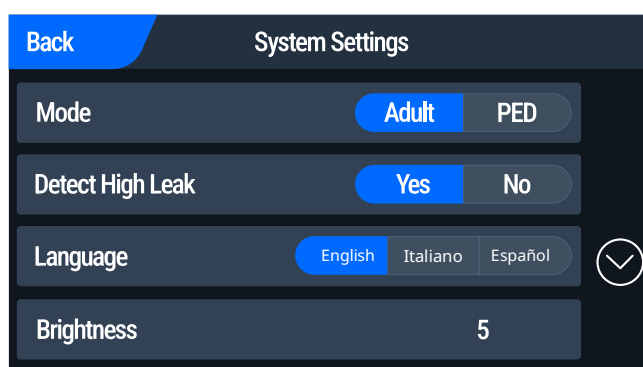 Back System Settings
Mode Adult PED
Detect High Leak Yes No
Language English Italiano Español
Brightness 5